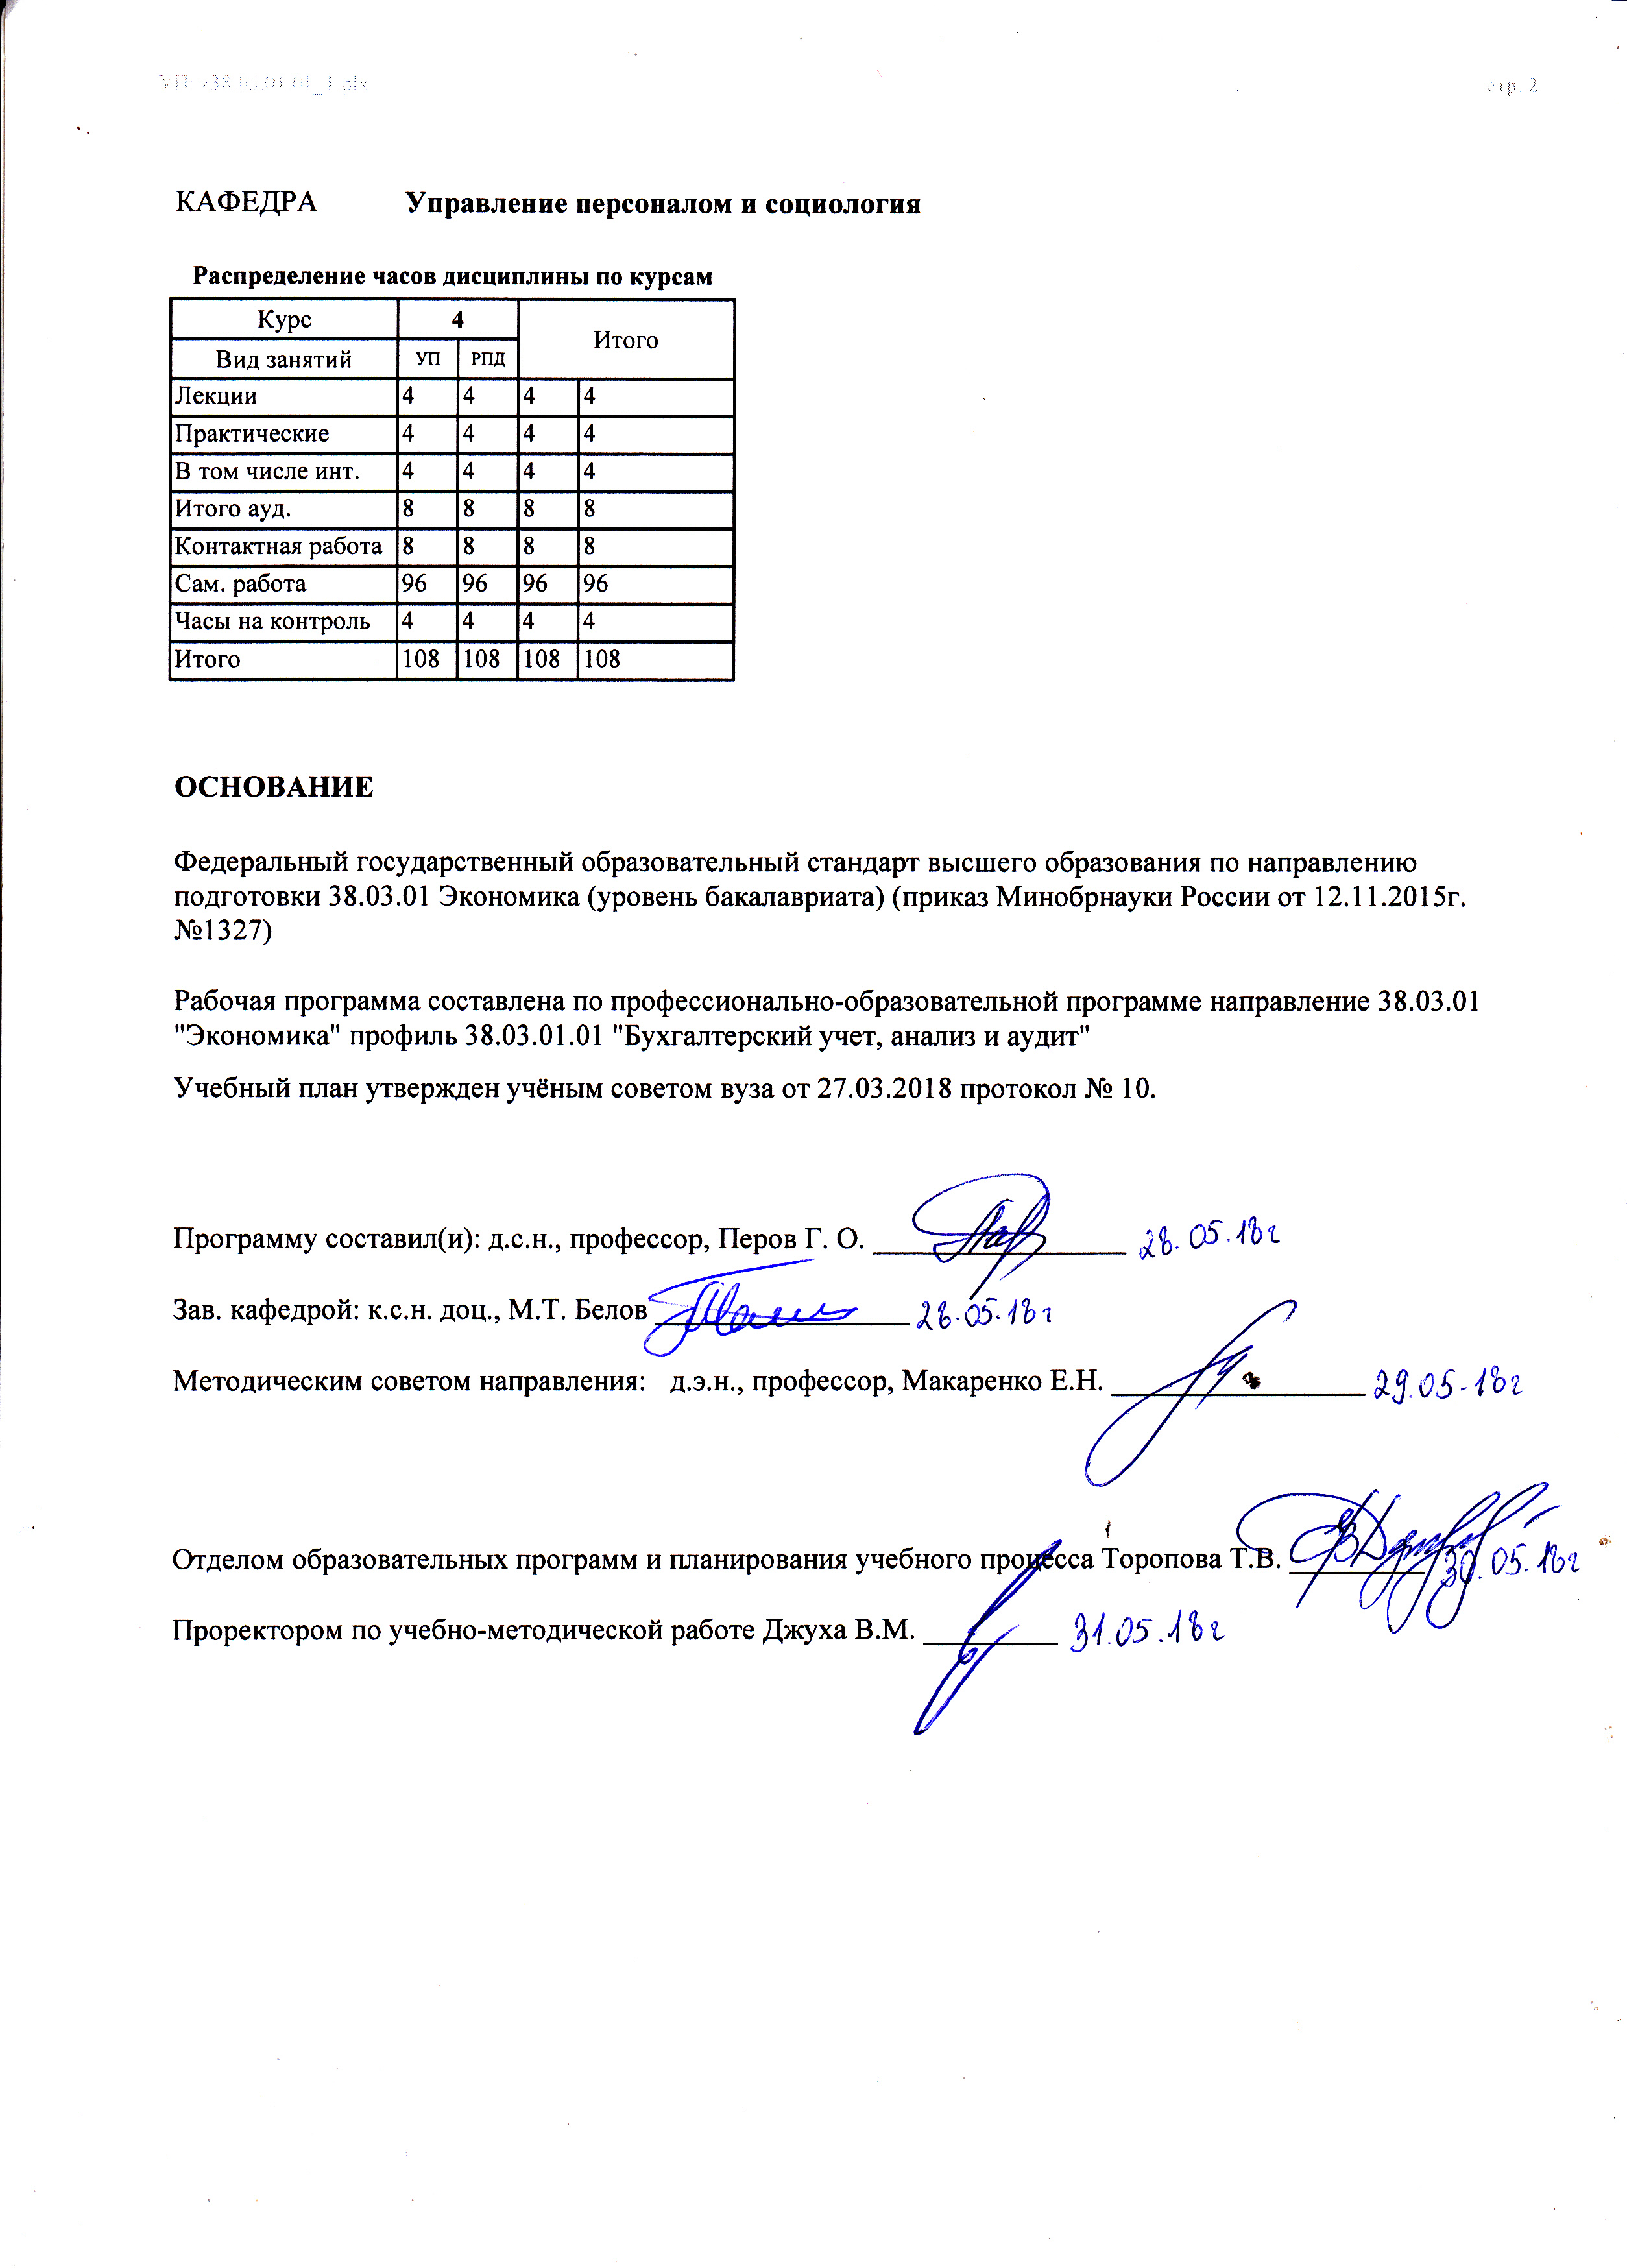 стр. 2
КАФЕДРА Управление персоналом и социология
Распределение часов дисциплины по курсам
Курс 4 Итого
Вид занятий УП РПД
Лекции 4 4 4 4
Практические 4 4 4 4
В том числе инт. 4 4 4 4
Итого ауд. 8 8 8 8
Контактная работа 8 8 8 8
Сам. работа 96 96 96 96
Часы на контроль 4 4 4 4
Итого 108 108 108 108
ОСНОВАНИЕ
Федеральный государственный образовательный стандарт высшего образования по направлению
подготовки 38.03.01 Экономика (уровень бакалавриата) (приказ Минобрнауки России от 12.11.2015г.
№1327)
Рабочая программа составлена по профессионально-образовательной программе направление 38.03.01
"Экономика" профиль 38.03.01.01 "Бухгалтерский учет, анализ и аудит"
Учебный план утвержден учёным советом вуза от 27.03.2018 протокол № 10.
Программу составил(и): д.с.н., профессор, Перов Г. О. 28.05.18г
Зав. кафедрой: к.с.н. доц., М.Т. Белов 28.05.18г
Методическим советом направления: д.э.н., профессор, Макаренко Е.Н. 29.05.18г
Отделом образовательных программ и планирования учебного процесса Торопова Т.В. 30.05.18г
Проректором по учебно-методической работе Джуха В.М. 31.05.18г